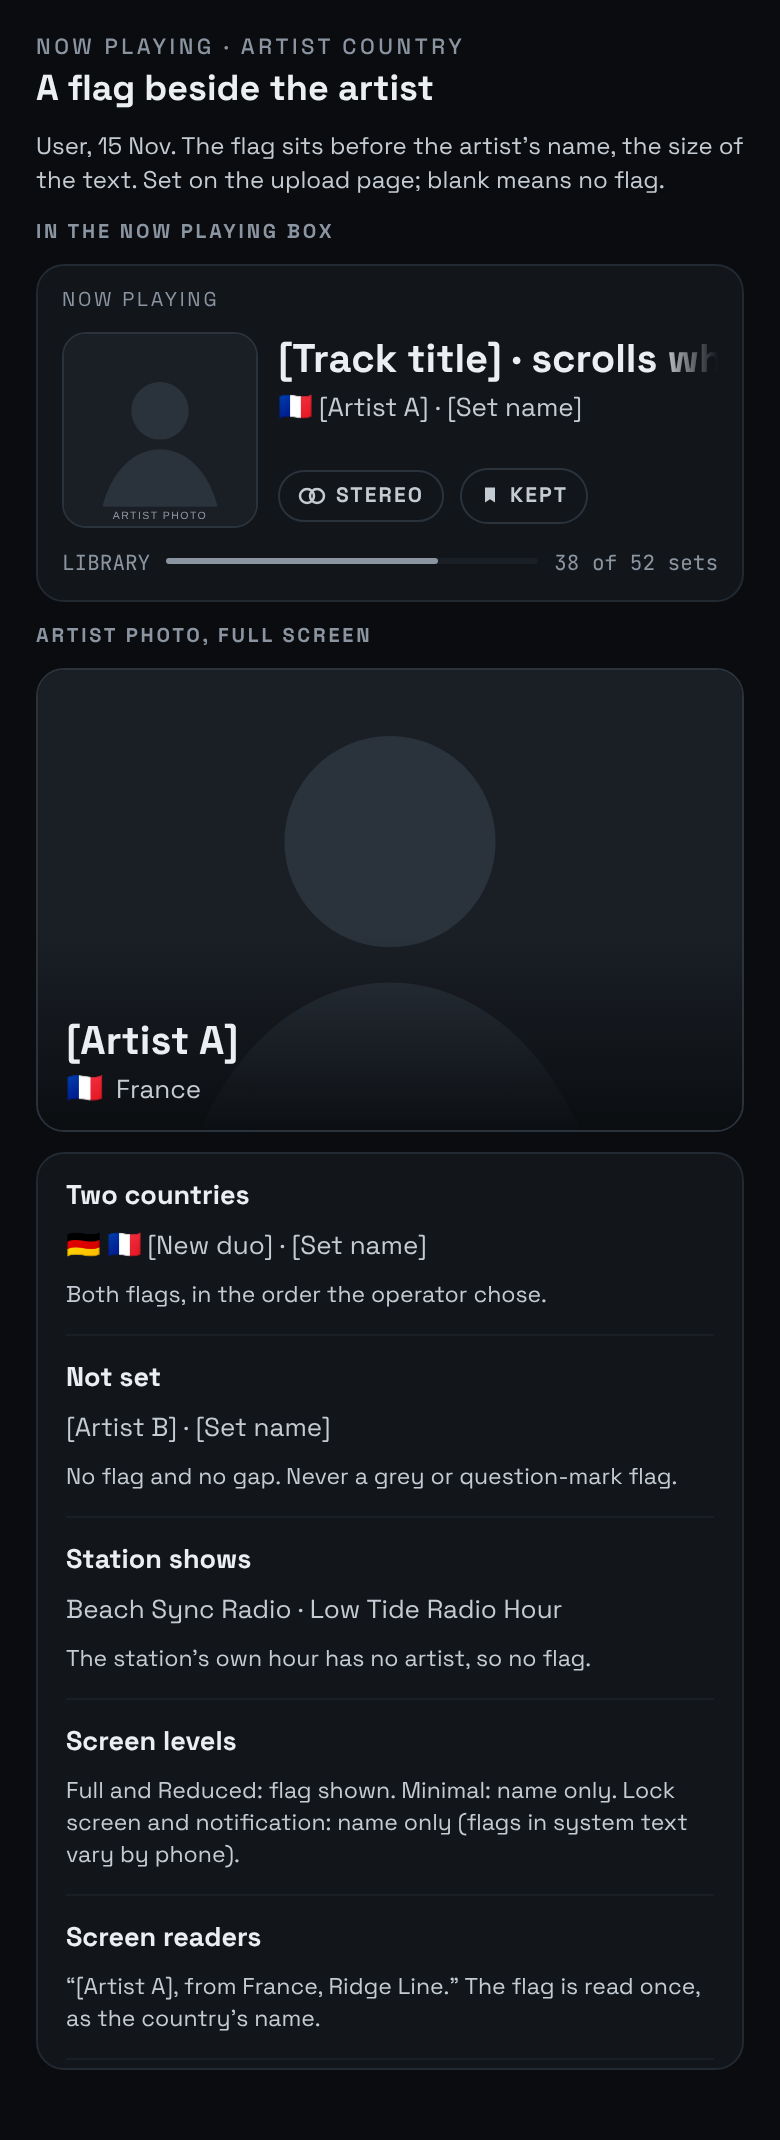 NOW PLAYING · ARTIST COUNTRY
A flag beside the artist
User, 15 Nov. The flag sits before the artist’s name, the size of
the text. Set on the upload page; blank means no flag.
IN THE NOW PLAYING BOX
NOW PLAYING
[Track title] · scrolls wh
🇫🇷 [Artist A] · [Set name]
ARTIST PHOTO
STEREO
KEPT
LIBRARY
38 of 52 sets
ARTIST PHOTO, FULL SCREEN
[Artist A]
🇫🇷 France
Two countries
🇩🇪 🇫🇷 [New duo] · [Set name]
Both flags, in the order the operator chose.
Not set
[Artist B] · [Set name]
No flag and no gap. Never a grey or question-mark flag.
Station shows
Beach Sync Radio · Low Tide Radio Hour
The station’s own hour has no artist, so no flag.
Screen levels
Full and Reduced: flag shown. Minimal: name only. Lock
screen and notification: name only (flags in system text
vary by phone).
Screen readers
“[Artist A], from France, Ridge Line.” The flag is read once,
as the country’s name.